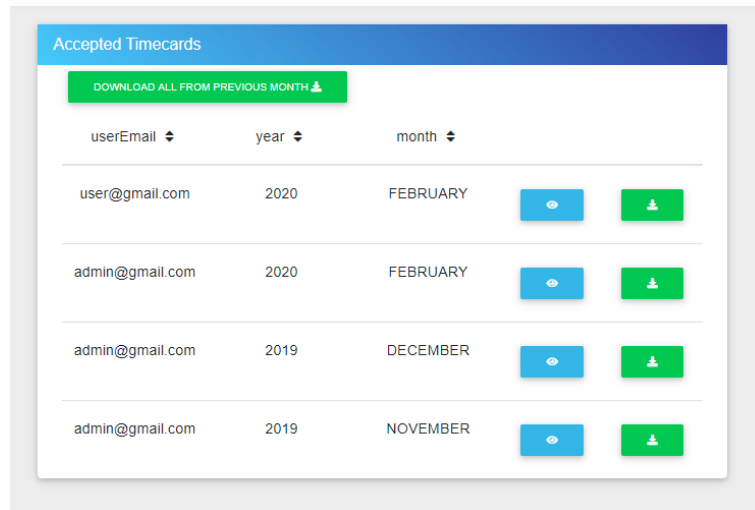 Accepted Timecards
DOWNLOAD ALL FROM PREVIOUS MONTH
userEmail year month
user@gmail.com 2020 FEBRUARY
admin@gmail.com 2020 FEBRUARY
admin@gmail.com 2019 DECEMBER
admin@gmail.com 2019 NOVEMBER